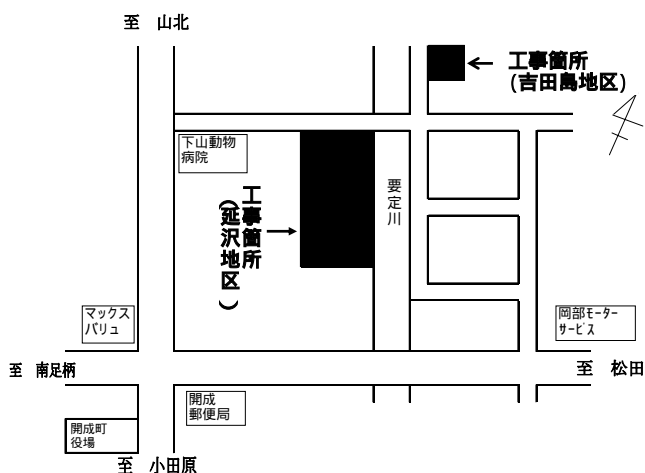 至 山北
工事箇所
(吉田島地区)
下山動物
病院
工事箇所
(延沢地区)
要定川
マックス
バリュ
岡部モーター
サービス
至 南足柄
至 松田
開成
郵便局
開成町
役場
至 小田原